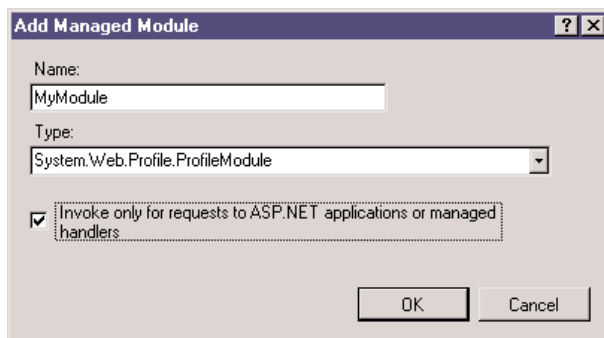 Add Managed Module
Name:
MyModule
Type:
System.Web.Profile.ProfileModule
Invoke only for requests to ASP.NET applications or managed
handlers
OK Cancel